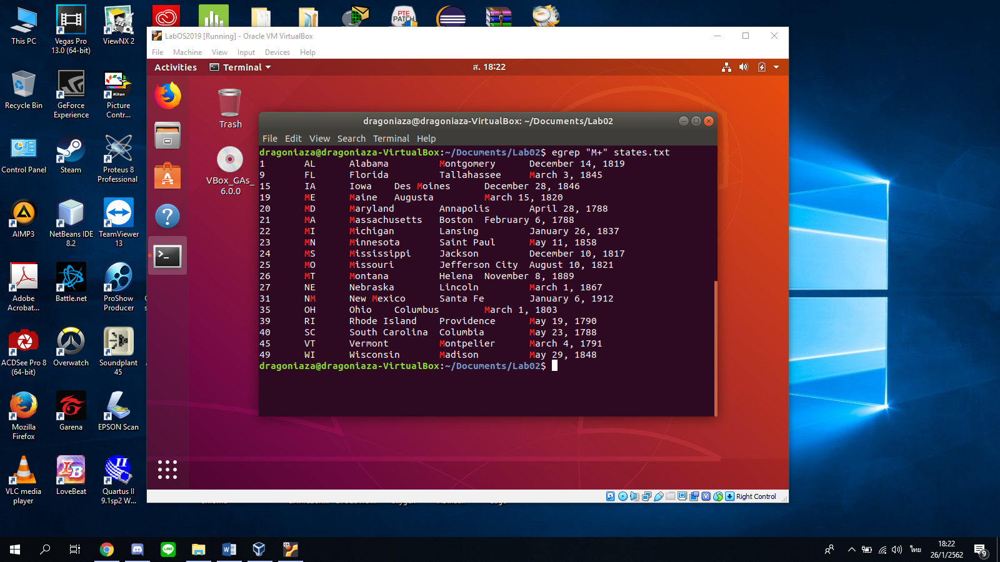 This PC
Vegas Pro
13.0 (64-bit)
ViewNX 2
PTE
PATCH
LabOS2019 [Running] - Oracle VM VirtualBox
File Machine View Input Devices Help
Activities Terminal ส. 18:22
Recycle Bin
GeForce
Experience
Nikon
Picture
Contr...
Trash
VBox_GAs_
6.0.0
Control Panel
Steam
Proteus 8
Professional
AIMP3
NetBeans IDE
8.2
TeamViewer
13
Adobe
Acrobat...
Battle.net
ProShow
Producer
ACDSee Pro 8
(64-bit)
Overwatch
Soundplant
45
Mozilla
Firefox
Garena
EPSON Scan
VLC media
player
LoveBeat
Quartus II
9.1sp2 W...
dragoniaza@dragoniaza-VirtualBox: ~/Documents/Lab02
File Edit View Search Terminal Help
dragoniaza@dragoniaza-VirtualBox:~/Documents/Lab02$ egrep "M+" states.txt
1 AL Alabama Montgomery December 14, 1819
9 FL Florida Tallahassee March 3, 1845
15 IA Iowa Des Moines December 28, 1846
19 ME Maine Augusta March 15, 1820
20 MD Maryland Annapolis April 28, 1788
21 MA Massachusetts Boston February 6, 1788
22 MI Michigan Lansing January 26, 1837
23 MN Minnesota Saint Paul May 11, 1858
24 MS Mississippi Jackson December 10, 1817
25 MO Missouri Jefferson City August 10, 1821
26 MT Montana Helena November 8, 1889
27 NE Nebraska Lincoln March 1, 1867
31 NM New Mexico Santa Fe January 6, 1912
35 OH Ohio Columbus March 1, 1803
39 RI Rhode Island Providence May 19, 1790
40 SC South Carolina Columbia May 23, 1788
45 VT Vermont Montpelier March 4, 1791
49 WI Wisconsin Madison May 29, 1848
dragoniaza@dragoniaza-VirtualBox:~/Documents/Lab02$
Right Control
ไทย
18:22
26/1/2562
9